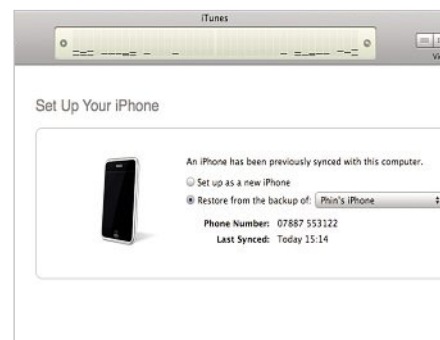 iTunes
Set Up Your iPhone
An iPhone has been previously synced with this computer.
Set up as a new iPhone
Restore from the backup of: Phin's iPhone
Phone Number: 07887 553122
Last Synced: Today 15:14